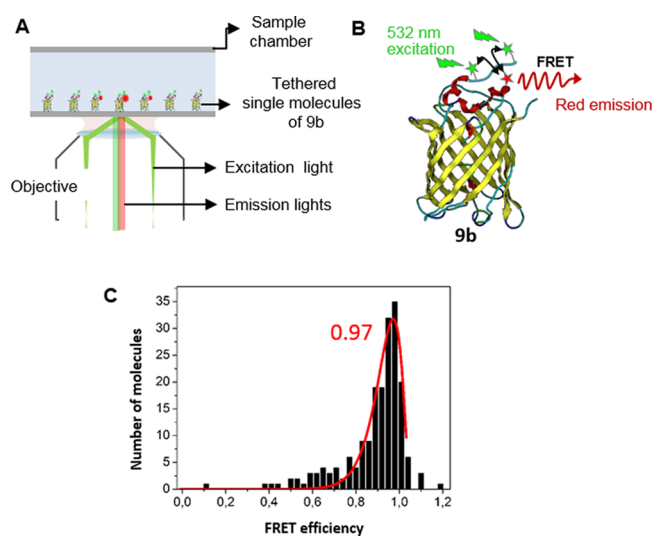 A
Sample
chamber
Tethered
single molecules
of 9b
Objective
Excitation light
Emission lights
B
532 nm
excitation
FRET
Red emission
9b
C
Number of molecules
35
30
25
20
15
10
5
0
0.97
0,0 0,2 0,4 0,6 0,8 1,0 1,2
FRET efficiency